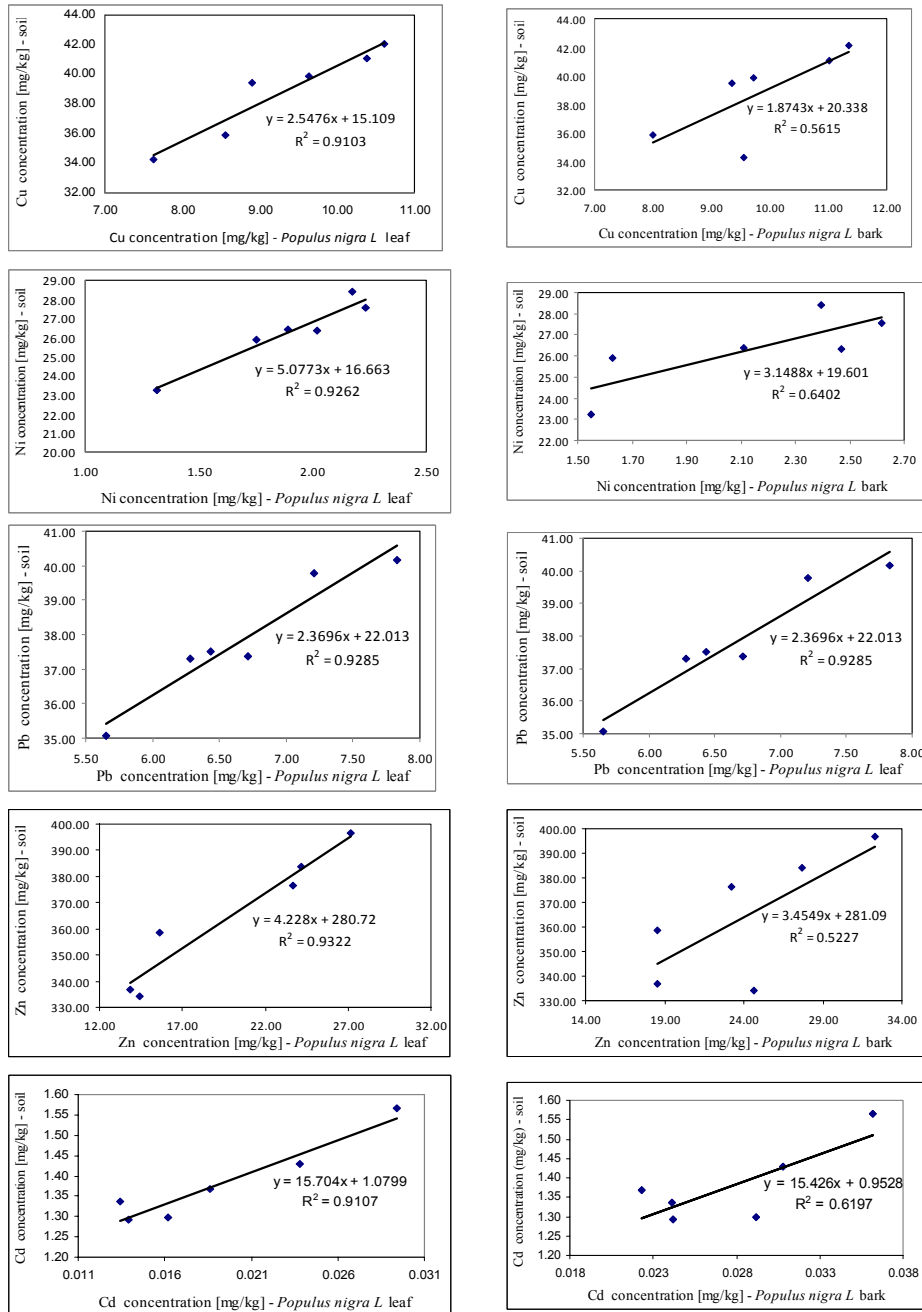 Cu concentration [mg/kg] - soil
44.00
42.00
40.00
38.00
36.00
34.00
32.00
y = 2.5476x + 15.109
R² = 0.9103
7.00 8.00 9.00 10.00 11.00
Cu concentration [mg/kg] - Populus nigra L leaf
Cu concentration [mg/kg] - soil
44.00
42.00
40.00
38.00
36.00
34.00
32.00
y = 1.8743x + 20.338
R² = 0.5615
7.00 8.00 9.00 10.00 11.00 12.00
Cu concentration [mg/kg] - Populus nigra L bark
Ni concentration [mg/kg] - soil
29.00
28.00
27.00
26.00
25.00
24.00
23.00
22.00
21.00
20.00
y = 5.0773x + 16.663
R² = 0.9262
1.00 1.50 2.00 2.50
Ni concentration [mg/kg] - Populus nigra L leaf
Ni concentration [mg/kg] - soil
29.00
28.00
27.00
26.00
25.00
24.00
23.00
22.00
y = 3.1488x + 19.601
R² = 0.6402
1.50 1.70 1.90 2.10 2.30 2.50 2.70
Ni concentration [mg/kg] - Populus nigra L bark
Pb concentration [mg/kg] - soil
41.00
40.00
39.00
38.00
37.00
36.00
35.00
y = 2.3696x + 22.013
R² = 0.9285
5.50 6.00 6.50 7.00 7.50 8.00
Pb concentration [mg/kg] - Populus nigra L leaf
Pb concentration [mg/kg] - soil
41.00
40.00
39.00
38.00
37.00
36.00
35.00
y = 2.3696x + 22.013
R² = 0.9285
5.50 6.00 6.50 7.00 7.50 8.00
Pb concentration [mg/kg] - Populus nigra L leaf
Zn concentration [mg/kg] - soil
400.00
390.00
380.00
370.00
360.00
350.00
340.00
330.00
y = 4.228x + 280.72
R² = 0.9322
12.00 17.00 22.00 27.00 32.00
Zn concentration [mg/kg] - Populus nigra L leaf
Zn concentration [mg/kg] - soil
400.00
390.00
380.00
370.00
360.00
350.00
340.00
330.00
y = 3.4549x + 281.09
R² = 0.5227
14.00 19.00 24.00 29.00 34.00
Zn concentration [mg/kg] - Populus nigra L bark
Cd concentration [mg/kg] - soil
1.60
1.55
1.50
1.45
1.40
1.35
1.30
1.25
1.20
y = 15.704x + 1.0799
R² = 0.9107
0.011 0.016 0.021 0.026 0.031
Cd concentration [mg/kg] - Populus nigra L leaf
Cd concentration (mg/kg) - soil
1.60
1.55
1.50
1.45
1.40
1.35
1.30
1.25
1.20
y = 15.426x + 0.9528
R² = 0.6197
0.018 0.023 0.028 0.033 0.038
Cd concentration [mg/kg] - Populus nigra L bark